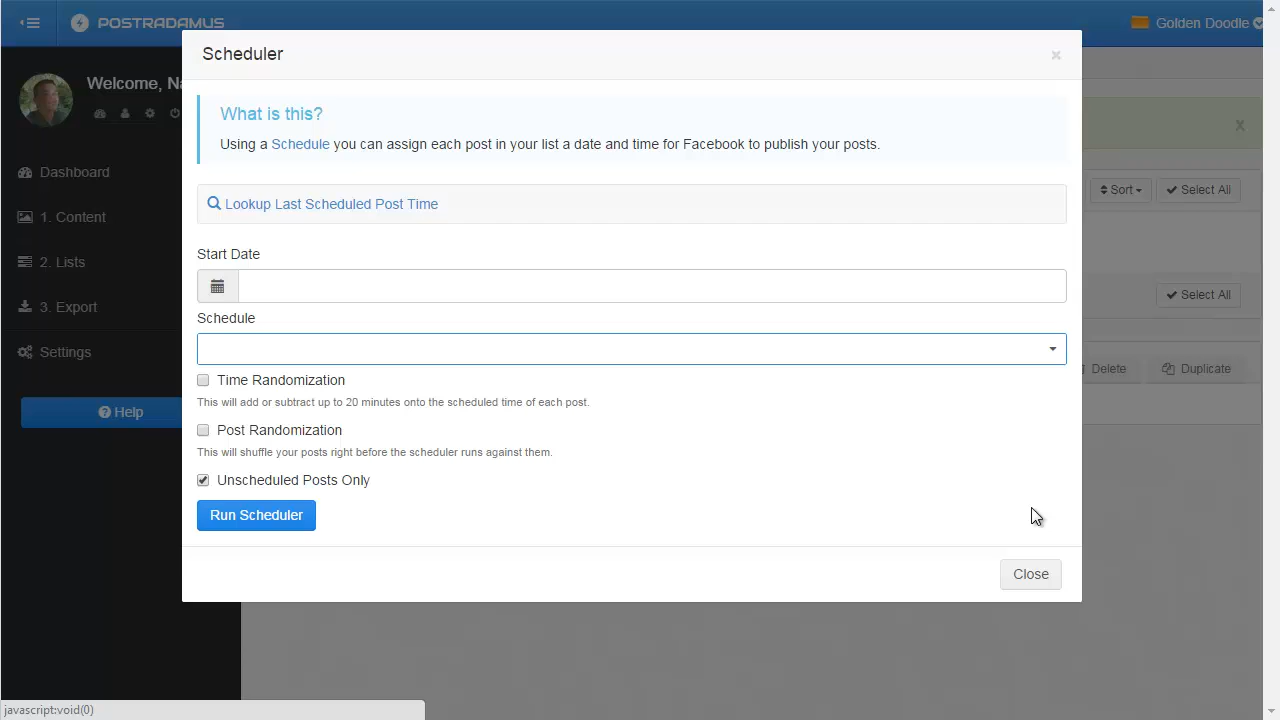 POSTRADAMUS
Golden Doodle
Scheduler
×
Welcome, Na
What is this?
Using a Schedule you can assign each post in your list a date and time for Facebook to publish your posts.
X
Dashboard
Sort
Select All
Lookup Last Scheduled Post Time
1. Content
Start Date
2. Lists
Select All
3. Export
Schedule
Settings
Delete
Duplicate
Time Randomization
This will add or subtract up to 20 minutes onto the scheduled time of each post.
Help
Post Randomization
This will shuffle your posts right before the scheduler runs against them.
Unscheduled Posts Only
Run Scheduler
Close
javascript:void(0)